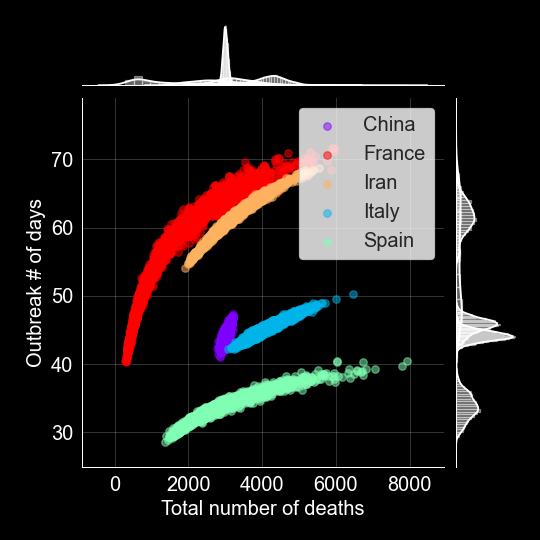 China
France
Iran
Italy
Spain
70
60
50
40
30
Outbreak # of days
0 2000 4000 6000 8000
Total number of deaths